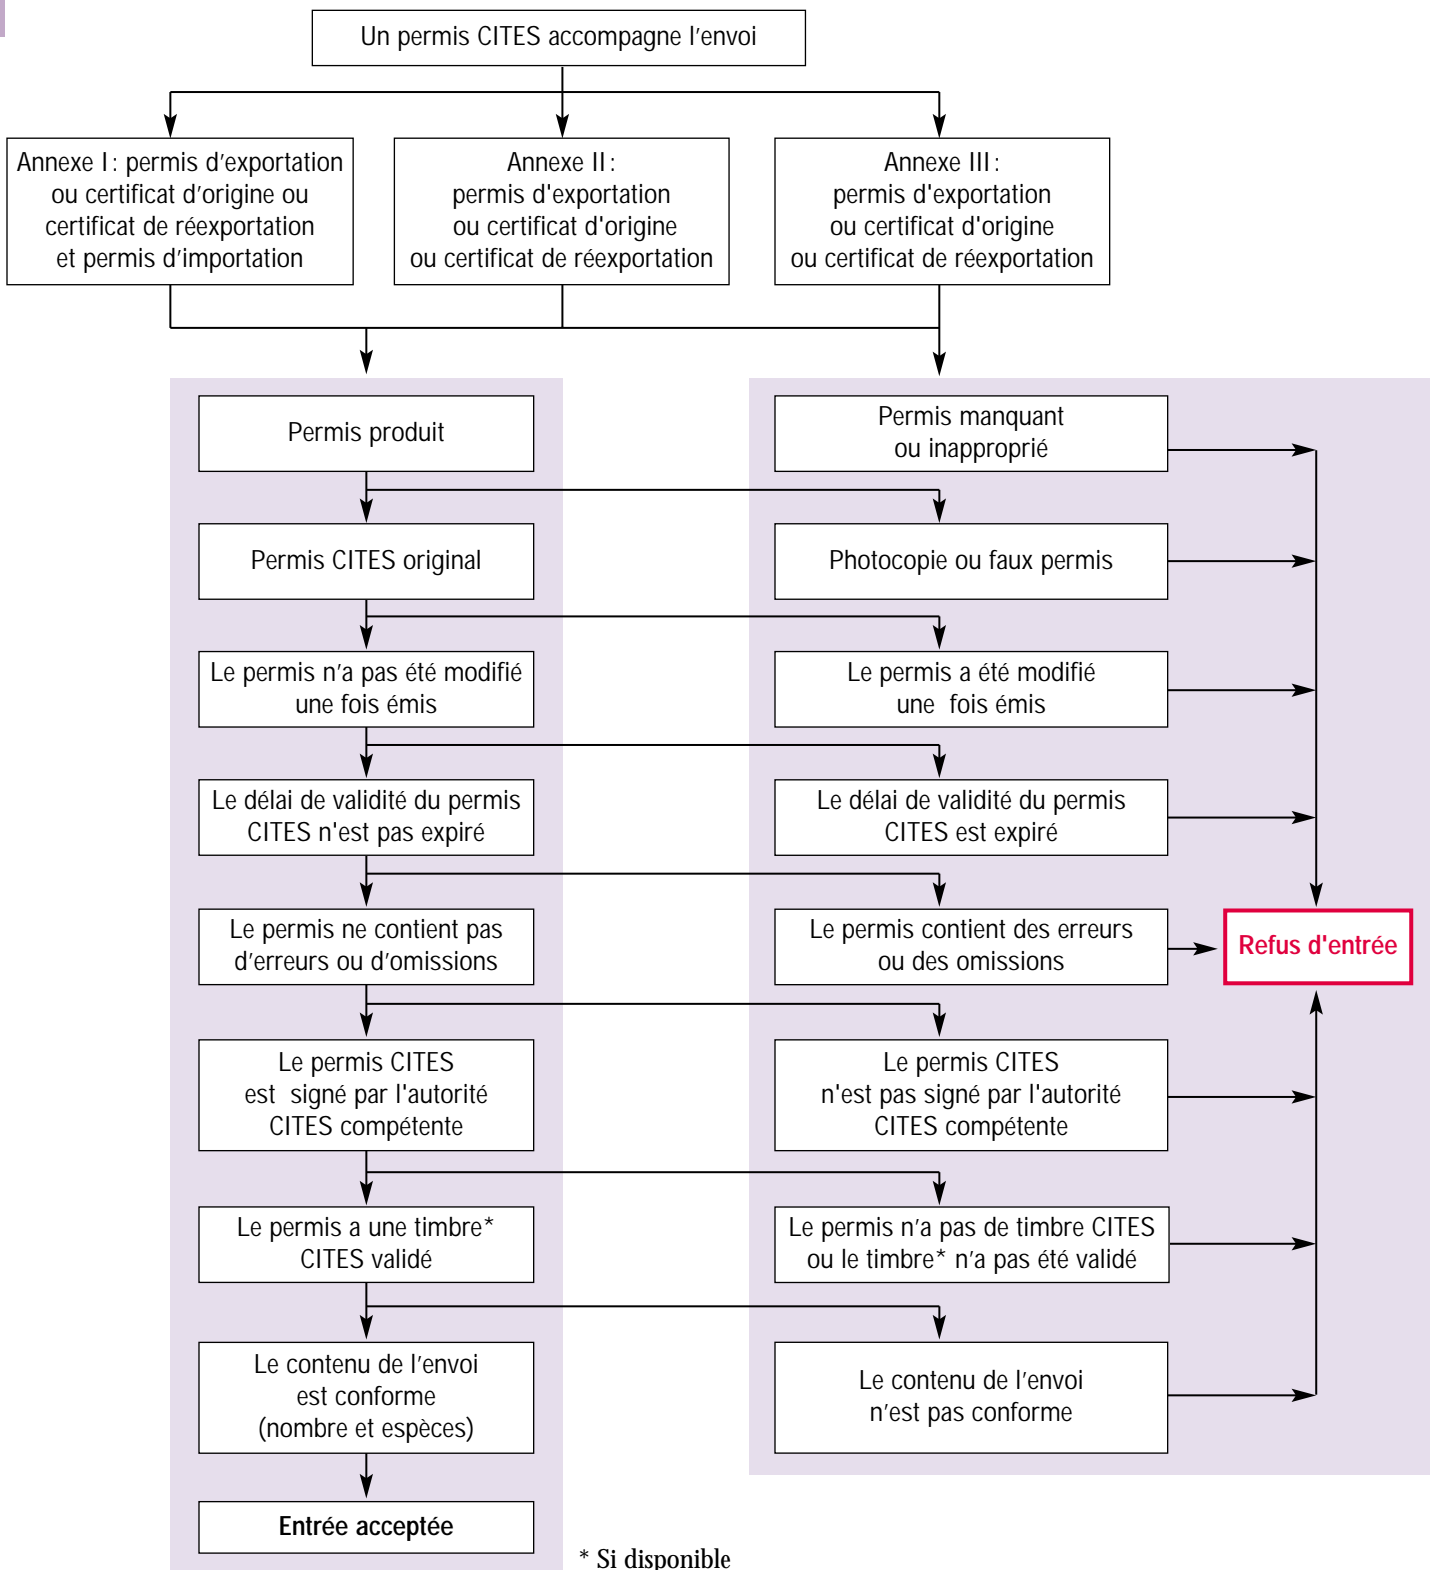 Un permis CITES accompagne l'envoi
Annexe I : permis d'exportation
ou certificat d'origine ou
certificat de réexportation
et permis d'importation
Annexe II :
permis d'exportation
ou certificat d'origine
ou certificat de réexportation
Annexe III :
permis d'exportation
ou certificat d'origine
ou certificat de réexportation
Permis produit
Permis manquant
ou inapproprié
Permis CITES original
Photocopie ou faux permis
Le permis n'a pas été modifié
une fois émis
Le permis a été modifié
une fois émis
Le délai de validité du permis
CITES n'est pas expiré
Le délai de validité du permis
CITES est expiré
Le permis ne contient pas
d'erreurs ou d'omissions
Le permis contient des erreurs
ou des omissions
Refus d'entrée
Le permis CITES
est signé par l'autorité
CITES compétente
Le permis CITES
n'est pas signé par l'autorité
CITES compétente
Le permis a une timbre*
CITES validé
Le permis n'a pas de timbre CITES
ou le timbre* n'a pas été validé
Le contenu de l'envoi
est conforme
(nombre et espèces)
Le contenu de l'envoi
n'est pas conforme
Entrée acceptée
* Si disponible